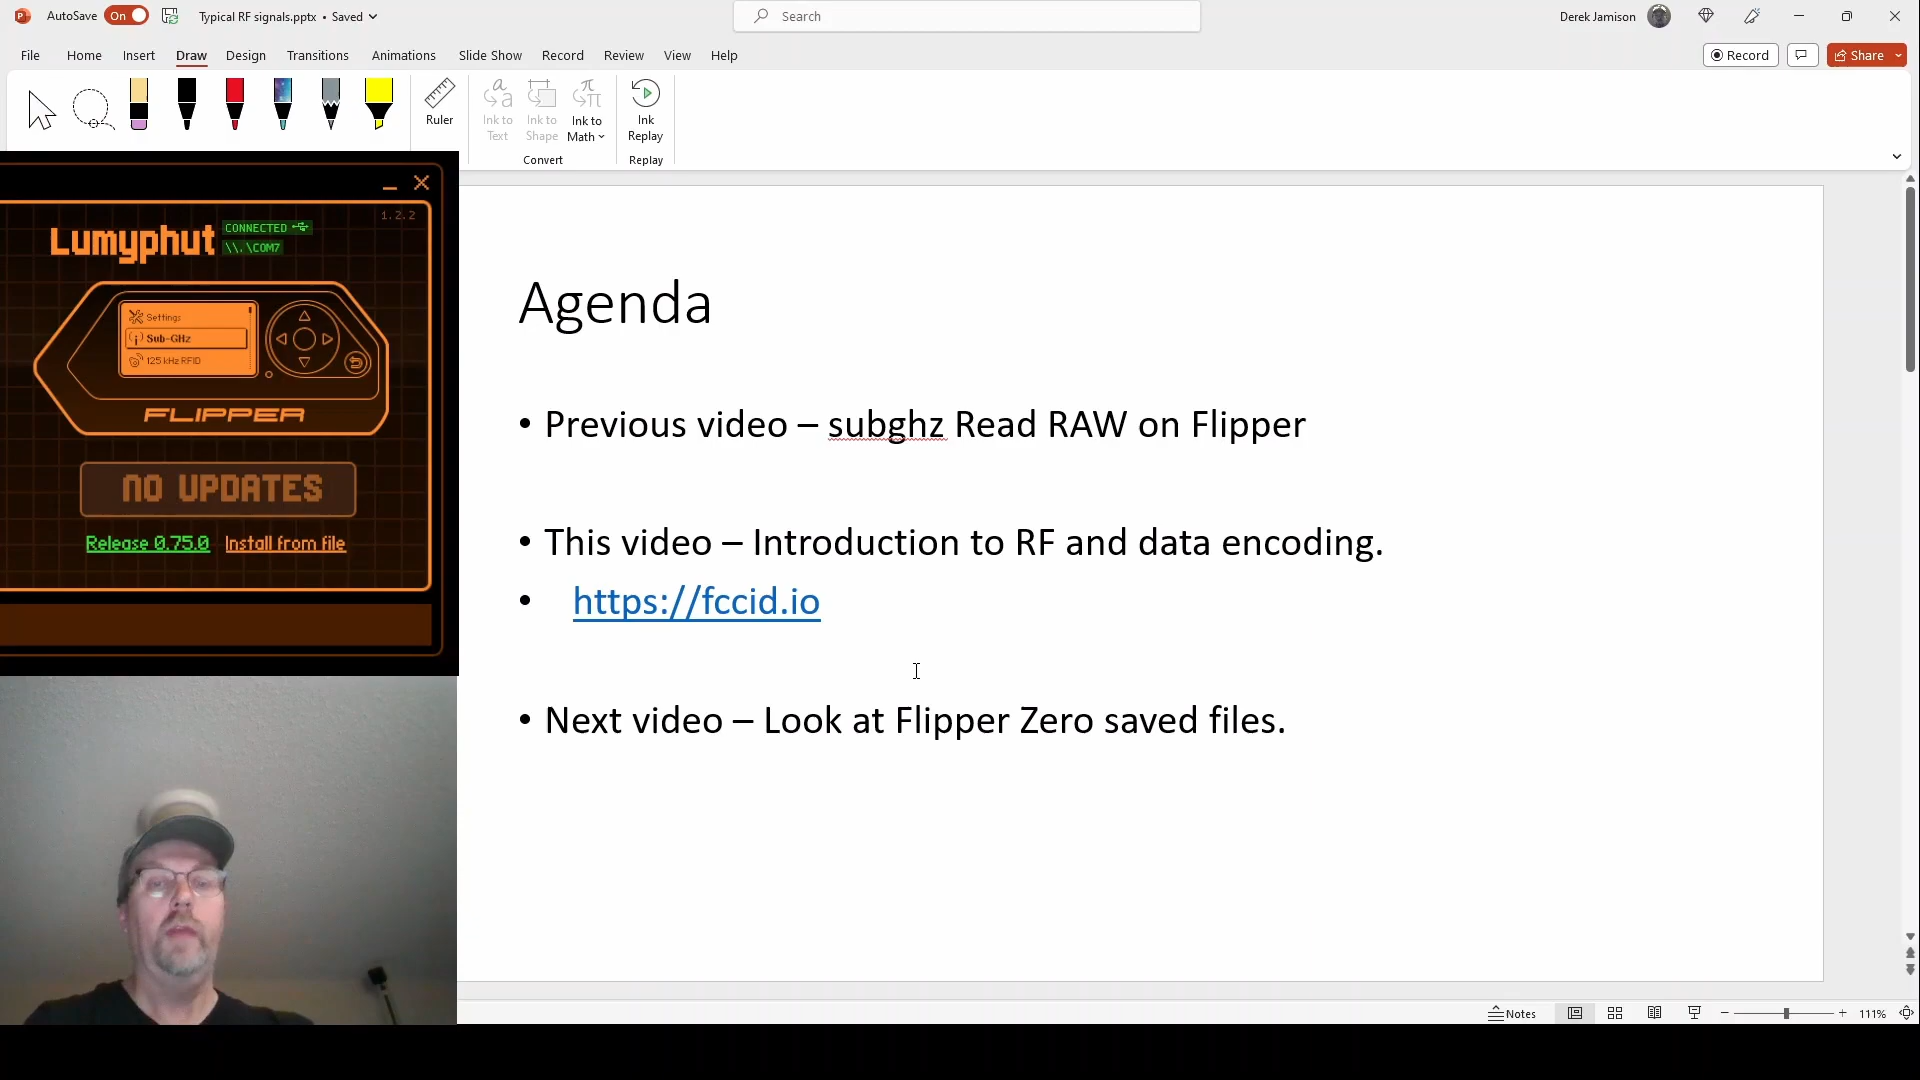 AutoSave On Typical RF signals.pptx • Saved Search Derek Jamison
File Home Insert Draw Design Transitions Animations Slide Show Record Review View Help Record Share
Ruler
Ink to Text
Ink to Shape
Ink to Math
Ink Replay
Convert Replay
1.2.2
Lumyphut CONNECTED
\\.\COM7
Settings
Sub-GHz
125 kHz RFID
FLIPPER
NO UPDATES
Release 0.75.0 Install from file
Agenda
• Previous video – subghz Read RAW on Flipper
• This video – Introduction to RF and data encoding.
• https://fccid.io
• Next video – Look at Flipper Zero saved files.
Notes 111%